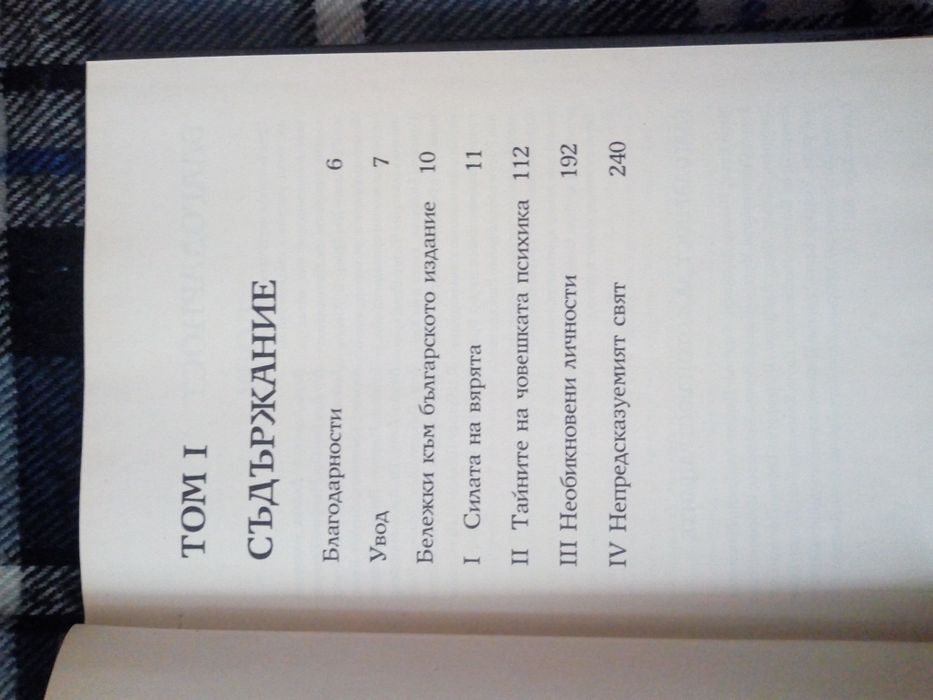 ТОМ I
СЪДЪРЖАНИЕ
Благодарности 6
Увод 7
Бележки към българското издание 10
I Силата на вярята 11
II Тайните на човешката психика 112
III Необикновени личности 192
IV Непредсказуемият свят 240